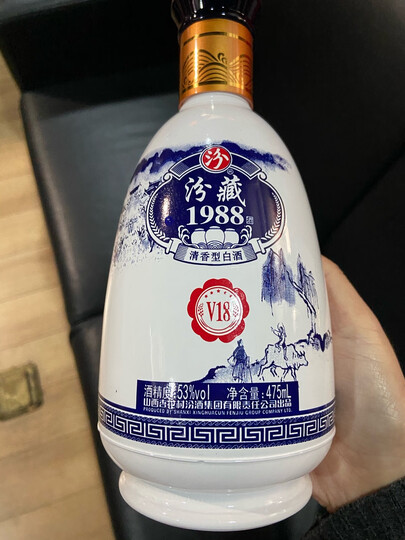 汾
汾藏
1988
清香型白酒
V18
酒精度:53%vol 净含量:475mL
山西杏花村汾酒集团有限责任公司出品
PRODUCED BY SHANXI XINGHUACUN FENJIU GROUP COMPANY LTD.